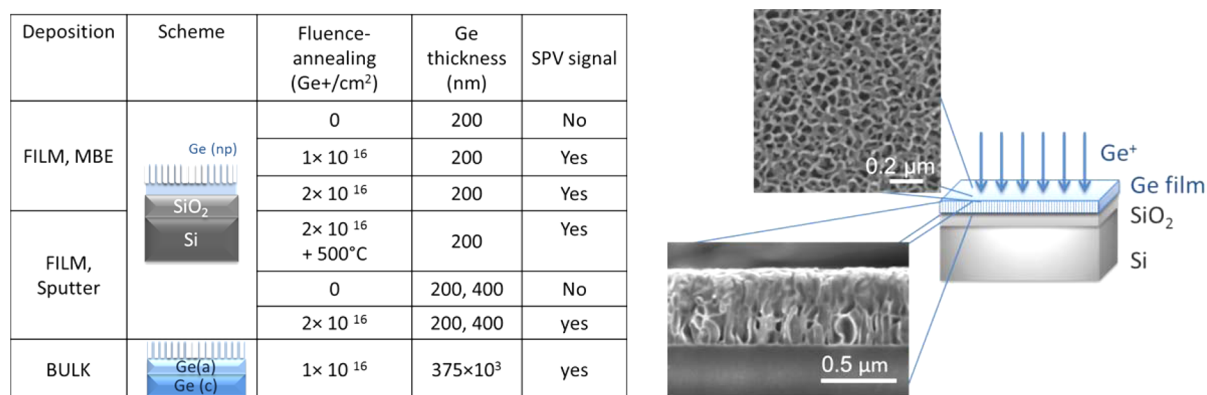 Deposition
Scheme
Fluence-
annealing
(Ge+/cm²)
Ge
thickness
(nm)
SPV signal
FILM, MBE
Ge (np)
SiO₂
Si
0
200
No
1× 10 ¹⁶
200
Yes
2× 10 ¹⁶
200
Yes
FILM,
Sputter
2× 10 ¹⁶
+ 500°C
200
Yes
0
200, 400
No
2× 10 ¹⁶
200, 400
yes
BULK
Ge(a)
Ge (c)
1× 10 ¹⁶
375×10³
yes
0.2 µm
Ge⁺
Ge film
SiO₂
Si
0.5 µm